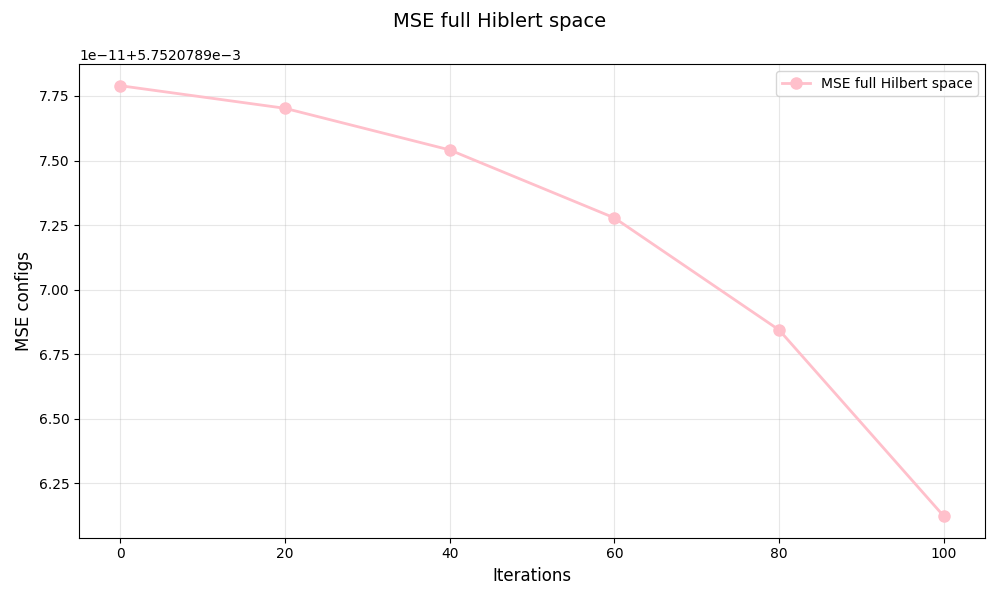 MSE full Hiblert space
1e−11+5.7520789e−3
MSE full Hilbert space
MSE configs
7.75
7.50
7.25
7.00
6.75
6.50
6.25
0 20 40 60 80 100
Iterations